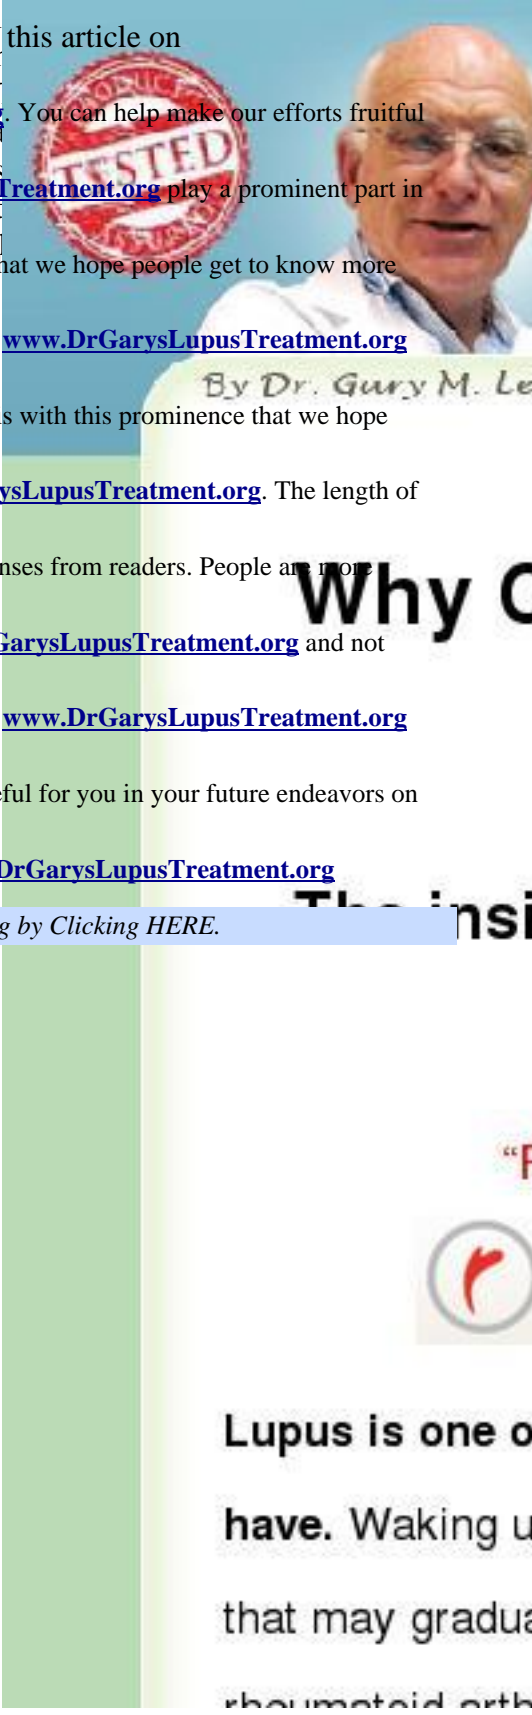 this article on
. You can help make our efforts fruitful
TESTED
Treatment.org play a prominent part in
hat we hope people get to know more
www.DrGarysLupusTreatment.org
By Dr. Gary M. Le
s with this prominence that we hope
ysLupusTreatment.org. The length of
nses from readers. People are more
Why
GarysLupusTreatment.org and not
www.DrGarysLupusTreatment.org
eful for you in your future endeavors on
DrGarysLupusTreatment.org
The insi
g by Clicking HERE.
Lupus is one o
have. Waking u
that may gradua
rheumatoid arth